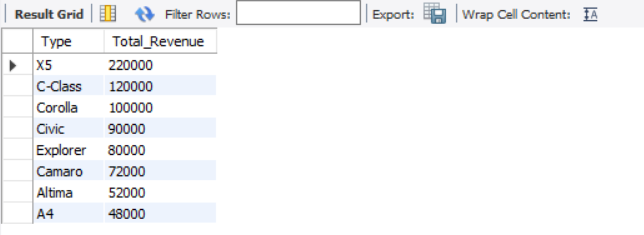 Result Grid Filter Rows: Export: Wrap Cell Content: IA
Type Total_Revenue
X5 220000
C-Class 120000
Corolla 100000
Civic 90000
Explorer 80000
Camaro 72000
Altima 52000
A4 48000